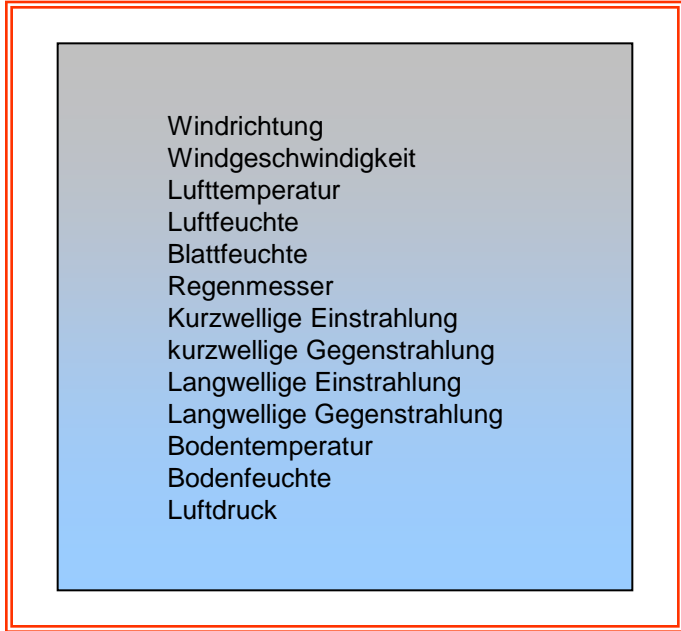 Windrichtung
Windgeschwindigkeit
Lufttemperatur
Luftfeuchte
Blattfeuchte
Regenmesser
Kurzwellige Einstrahlung
kurzwellige Gegenstrahlung
Langwellige Einstrahlung
Langwellige Gegenstrahlung
Bodentemperatur
Bodenfeuchte
Luftdruck